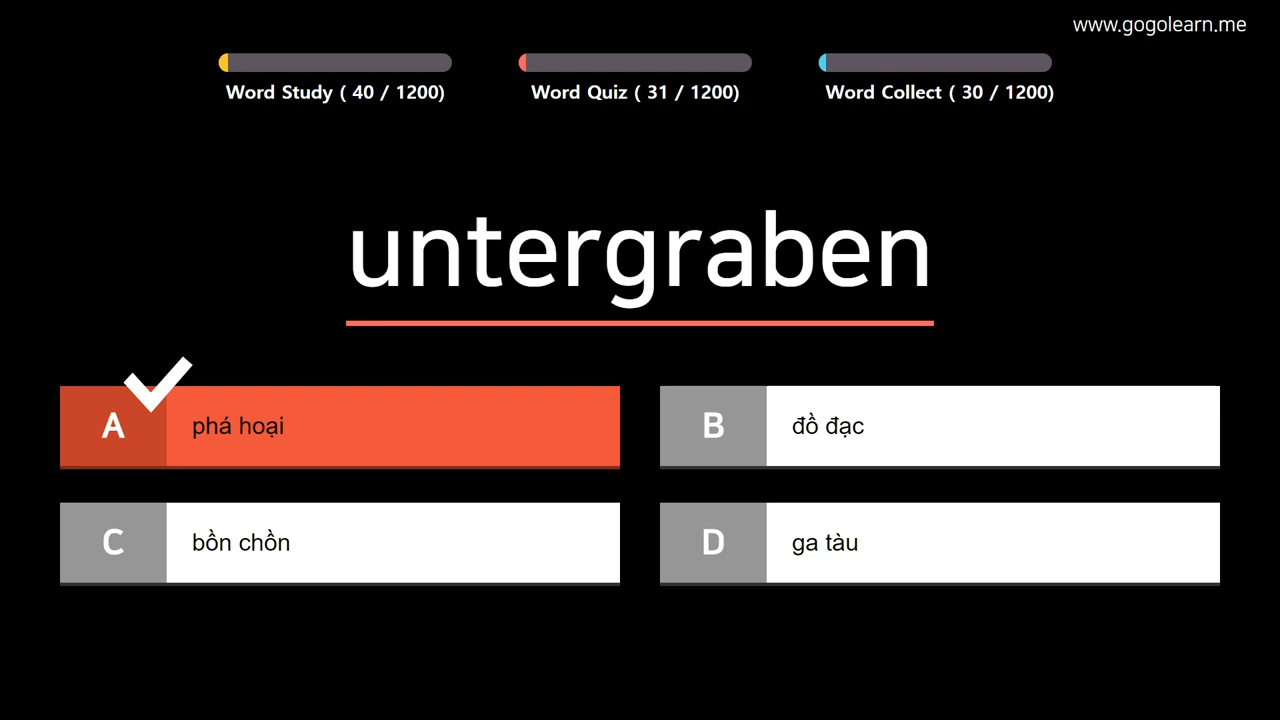 www.gogolearn.me
Word Study ( 40 / 1200)
Word Quiz ( 31 / 1200)
Word Collect ( 30 / 1200)
untergraben
A phá hoại
B đồ đạc
C bồn chồn
D ga tàu